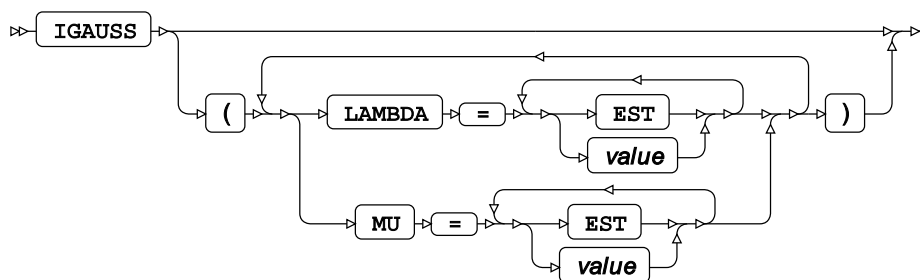 IGAUSS
( LAMBDA = EST )
value
MU = EST
value